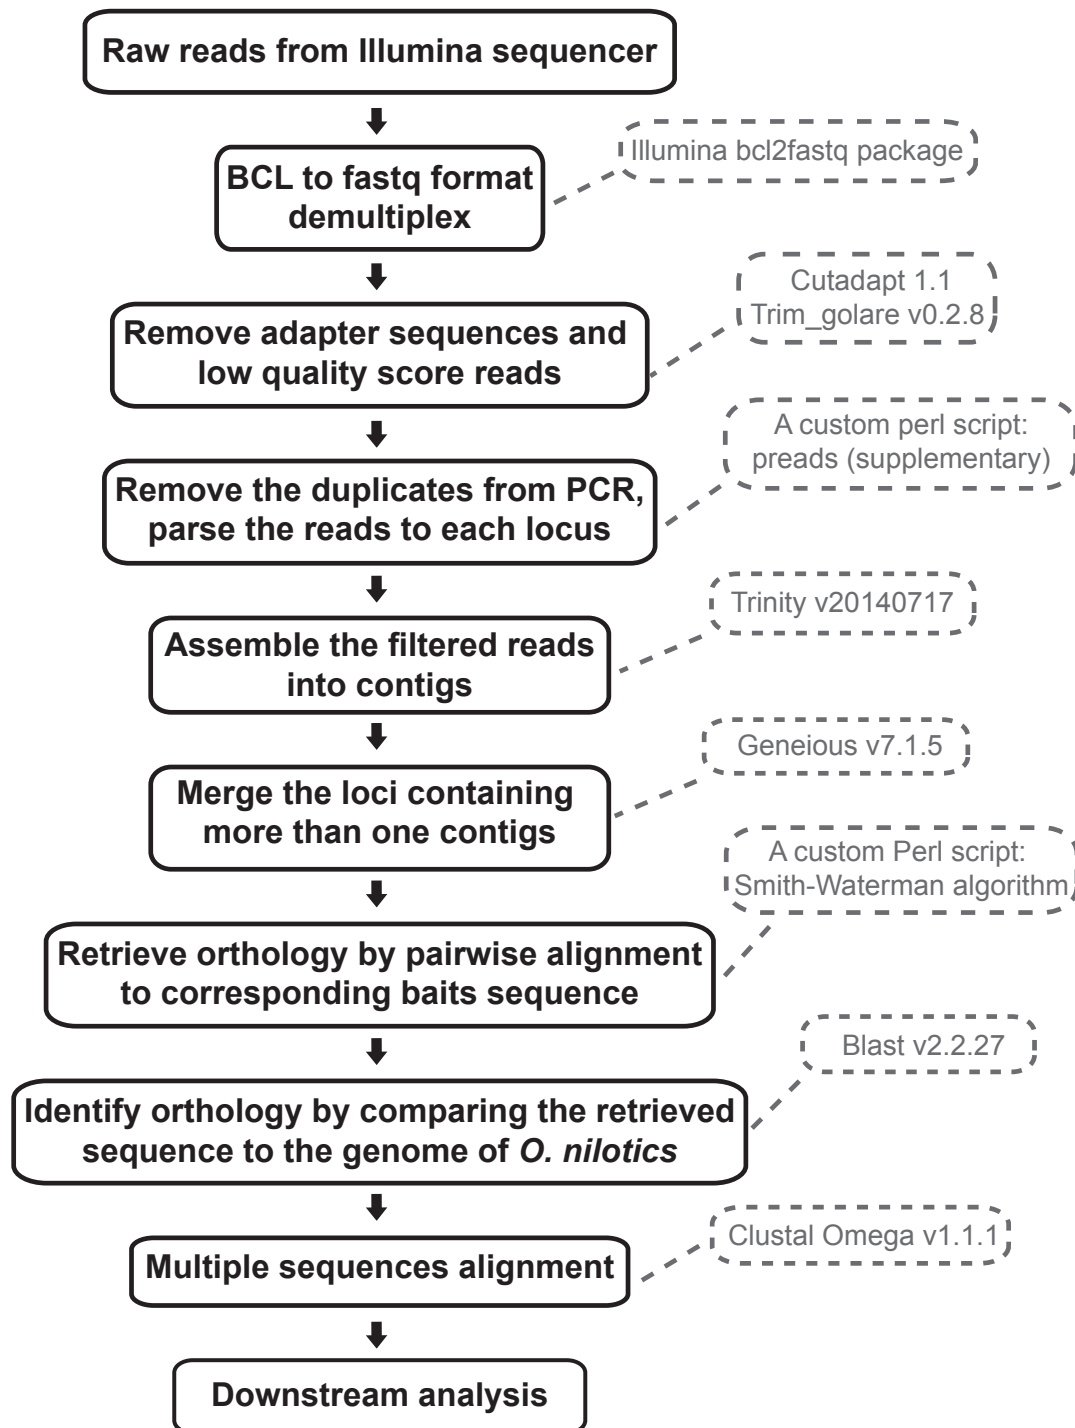 Raw reads from Illumina sequencer
Illumina bcl2fastq package
BCL to fastq format
demultiplex
Cutadapt 1.1
Trim_golare v0.2.8
Remove adapter sequences and
low quality score reads
A custom perl script:
preads (supplementary)
Remove the duplicates from PCR,
parse the reads to each locus
Trinity v20140717
Assemble the filtered reads
into contigs
Geneious v7.1.5
Merge the loci containing
more than one contigs
A custom Perl script:
Smith-Waterman algorithm
Retrieve orthology by pairwise alignment
to corresponding baits sequence
Blast v2.2.27
Identify orthology by comparing the retrieved
sequence to the genome of O. nilotics
Clustal Omega v1.1.1
Multiple sequences alignment
Downstream analysis